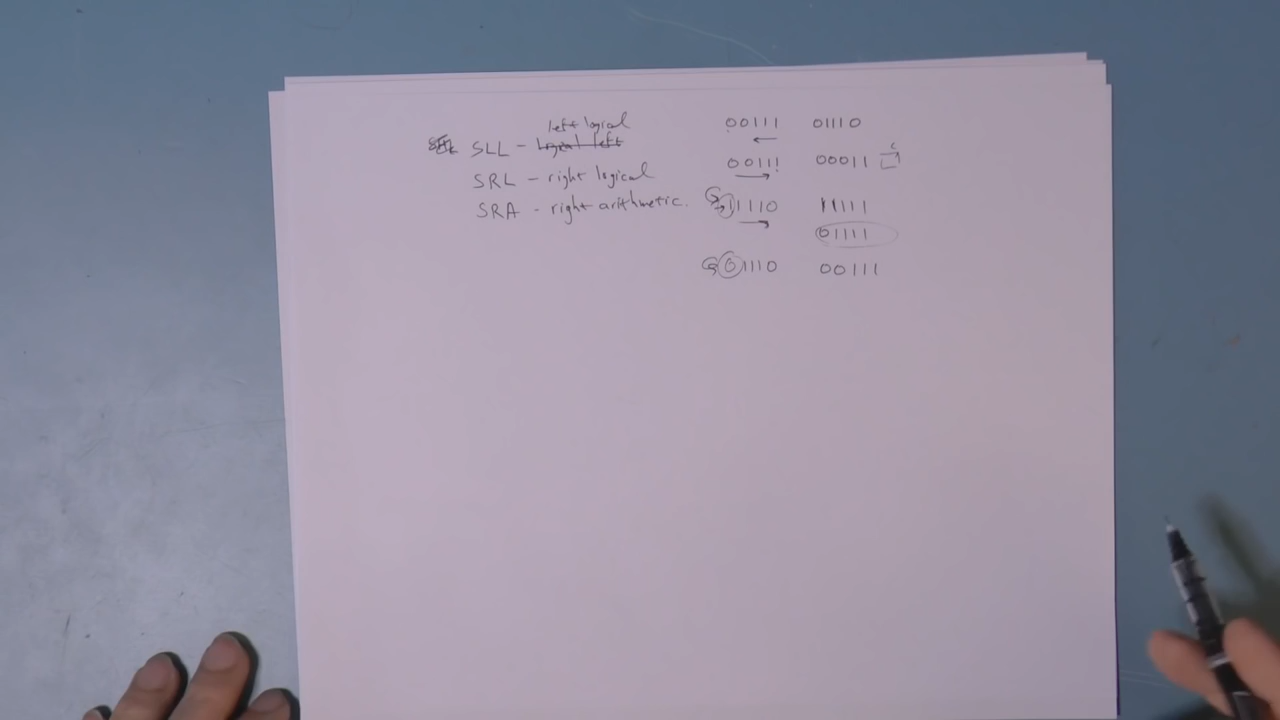 left logical
SLL - logical left 00111 01110
SRL - right logical 00111 00011 c
SRA - right arithmetic. 11110 11111
01111
01110 00111